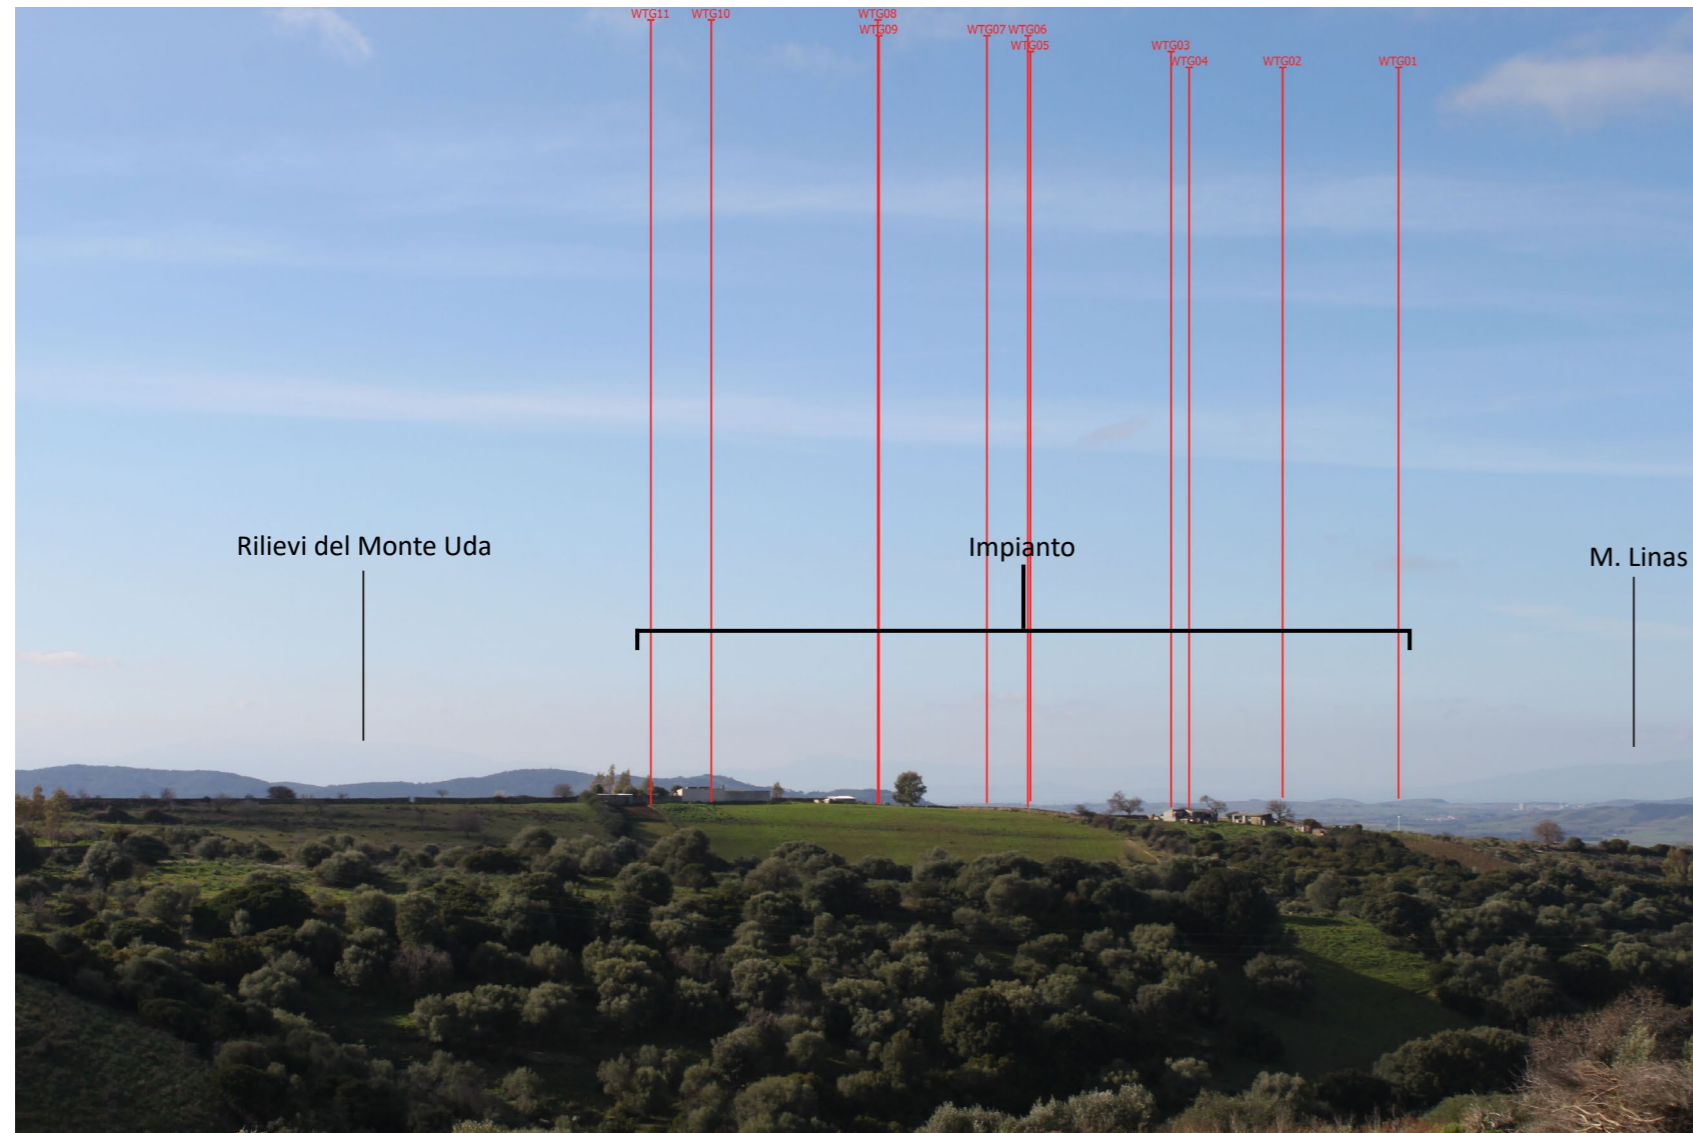 WTG11 WTG10 WTG08
WTG09 WTG07 WTG06
WTG05 WTG03
WTG04 WTG02 WTG01
Rilievi del Monte Uda
Impianto
M. Linas